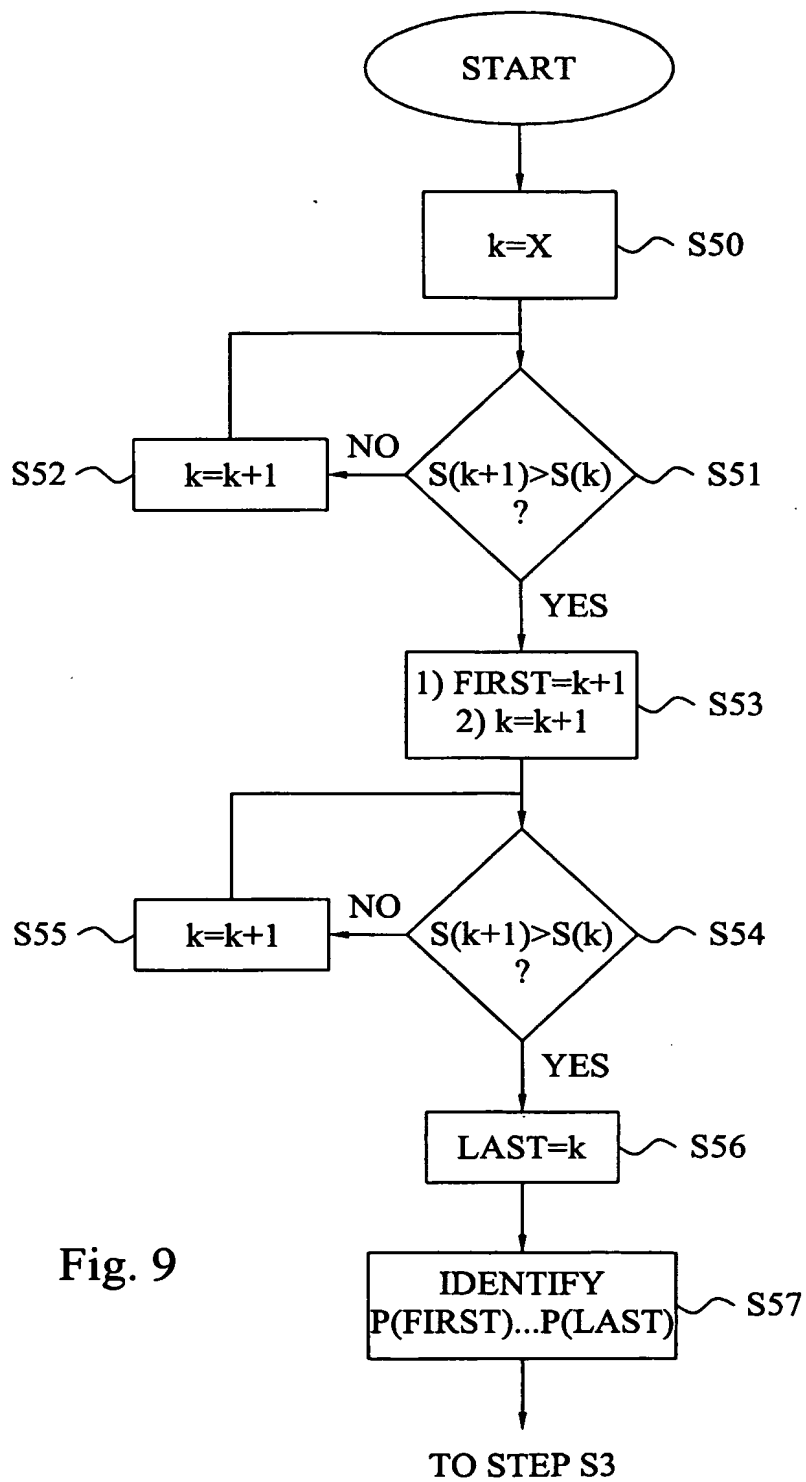 START
k=X
S50
NO
S52
k=k+1
S(k+1)>S(k)
?
S51
YES
1) FIRST=k+1
2) k=k+1
S53
NO
S55
k=k+1
S(k+1)>S(k)
?
S54
YES
LAST=k
S56
Fig. 9
IDENTIFY
P(FIRST)...P(LAST)
S57
TO STEP S3